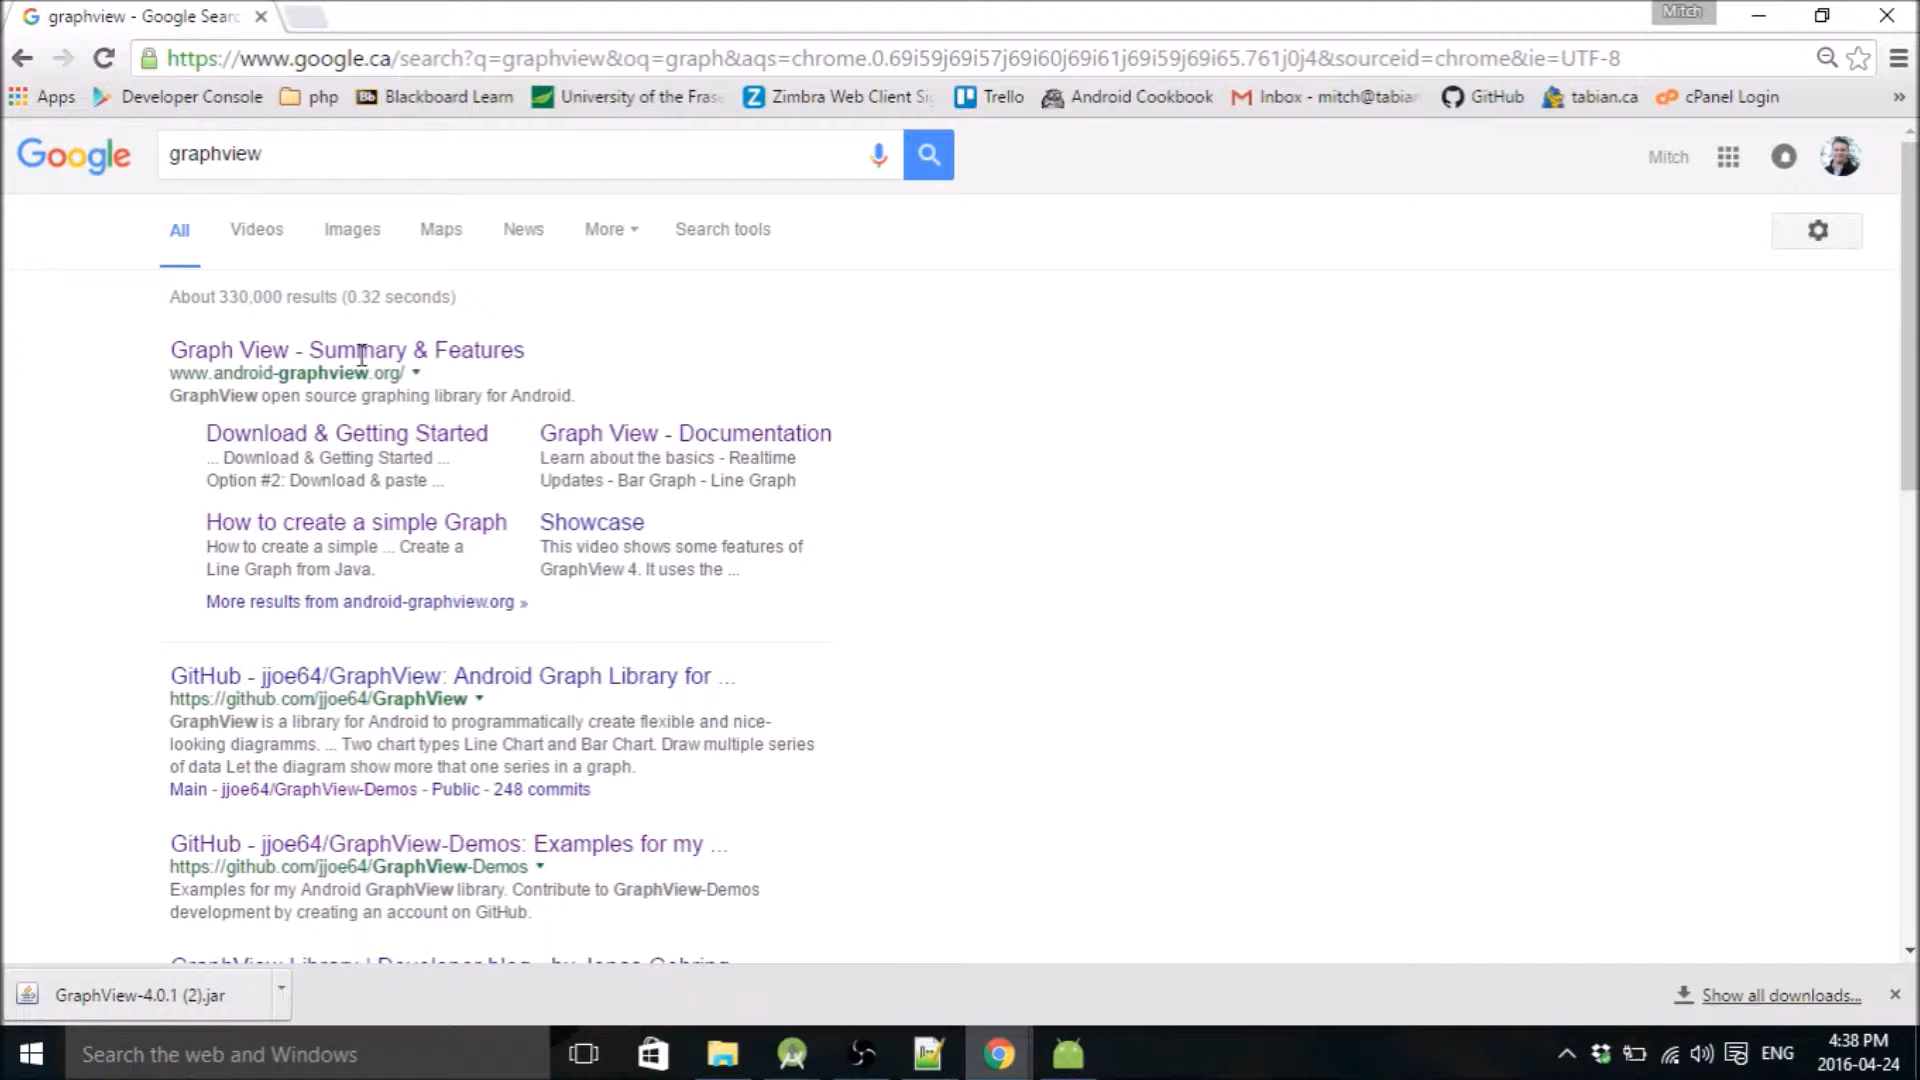 graphview - Google Searc
Mitch
https://www.google.ca/search?q=graphview&oq=graph&aqs=chrome.0.69i59j69i57j69i60j69i61j69i59j69i65.761j0j4&sourceid=chrome&ie=UTF-8
Apps Developer Console php Blackboard Learn University of the Fras Zimbra Web Client Si Trello Android Cookbook Inbox - mitch@tabian GitHub tabian.ca cPanel Login »
Google graphview Mitch
All Videos Images Maps News More Search tools
About 330,000 results (0.32 seconds)
Graph View - Summary & Features
www.android-graphview.org/
GraphView open source graphing library for Android.
Download & Getting Started
... Download & Getting Started ...
Option #2: Download & paste ...
Graph View - Documentation
Learn about the basics - Realtime
Updates - Bar Graph - Line Graph
How to create a simple Graph
How to create a simple ... Create a
Line Graph from Java.
Showcase
This video shows some features of
GraphView 4. It uses the ...
More results from android-graphview.org »
GitHub - jjoe64/GraphView: Android Graph Library for ...
https://github.com/jjoe64/GraphView
GraphView is a library for Android to programmatically create flexible and nice-
looking diagramms. ... Two chart types Line Chart and Bar Chart. Draw multiple series
of data Let the diagram show more that one series in a graph.
Main - jjoe64/GraphView-Demos - Public - 248 commits
GitHub - jjoe64/GraphView-Demos: Examples for my ...
https://github.com/jjoe64/GraphView-Demos
Examples for my Android GraphView library. Contribute to GraphView-Demos
development by creating an account on GitHub.
GraphView Library | Developer blog - by Jonas Gehring
GraphView-4.0.1 (2).jar
Show all downloads...
Search the web and Windows
ENG
4:38 PM
2016-04-24